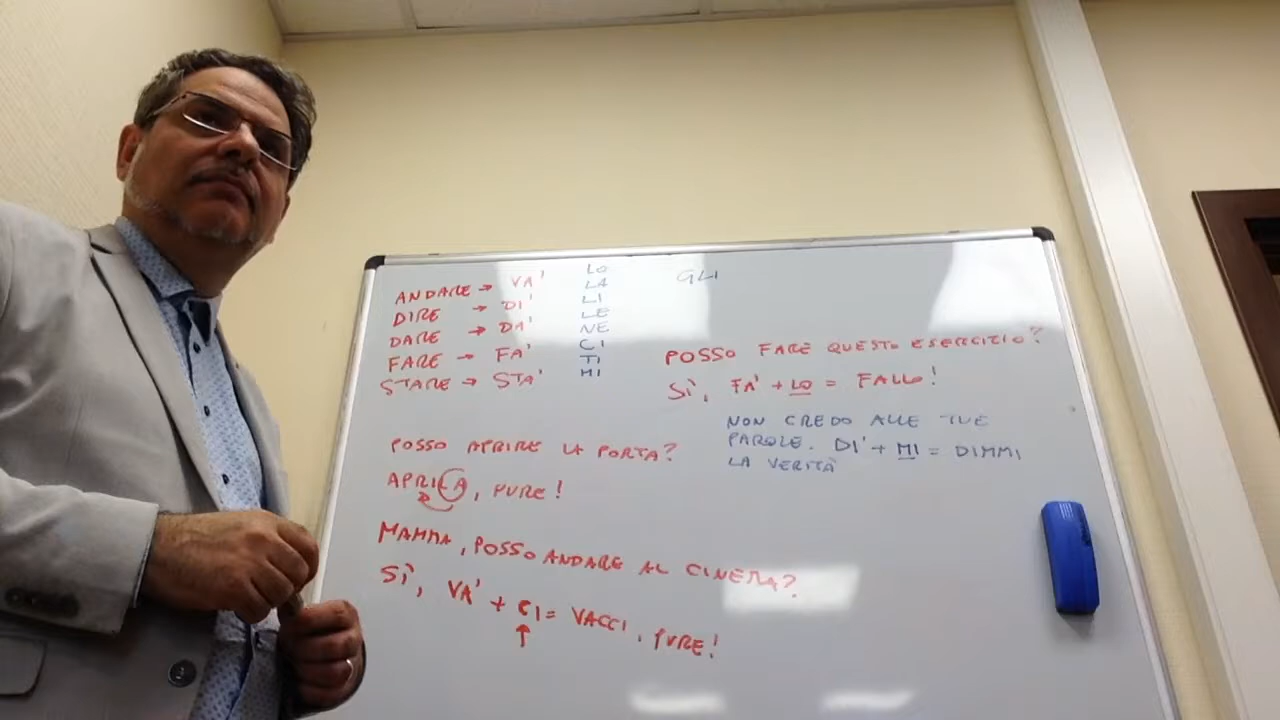 ANDARE → VA'
DIRE → DI'
DARE → DA'
FARE → FA'
STARE → STA'
LO
LA
LI
LE
NE
CI
TI
MI
GLI
POSSO FARE QUESTO ESERCIZIO?
SÌ, FA' + LO = FALLO!
NON CREDO ALLE TUE
PAROLE. DI' + MI = DIMMI
LA VERITÀ
POSSO APRIRE LA PORTA?
APRILA, PURE!
MAMMA, POSSO ANDARE AL CINEMA?
SÌ, VA' + CI = VACCI, PURE!